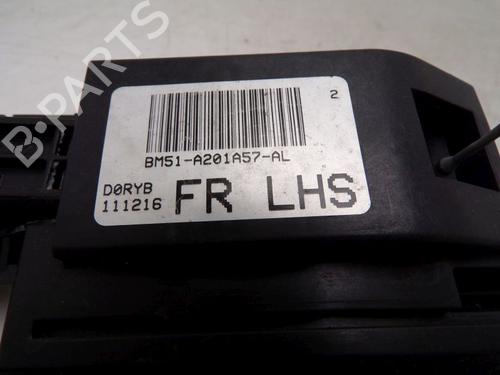 2
BM51-A201A57-AL
D0RYB
111216
FR LHS
B-PARTS